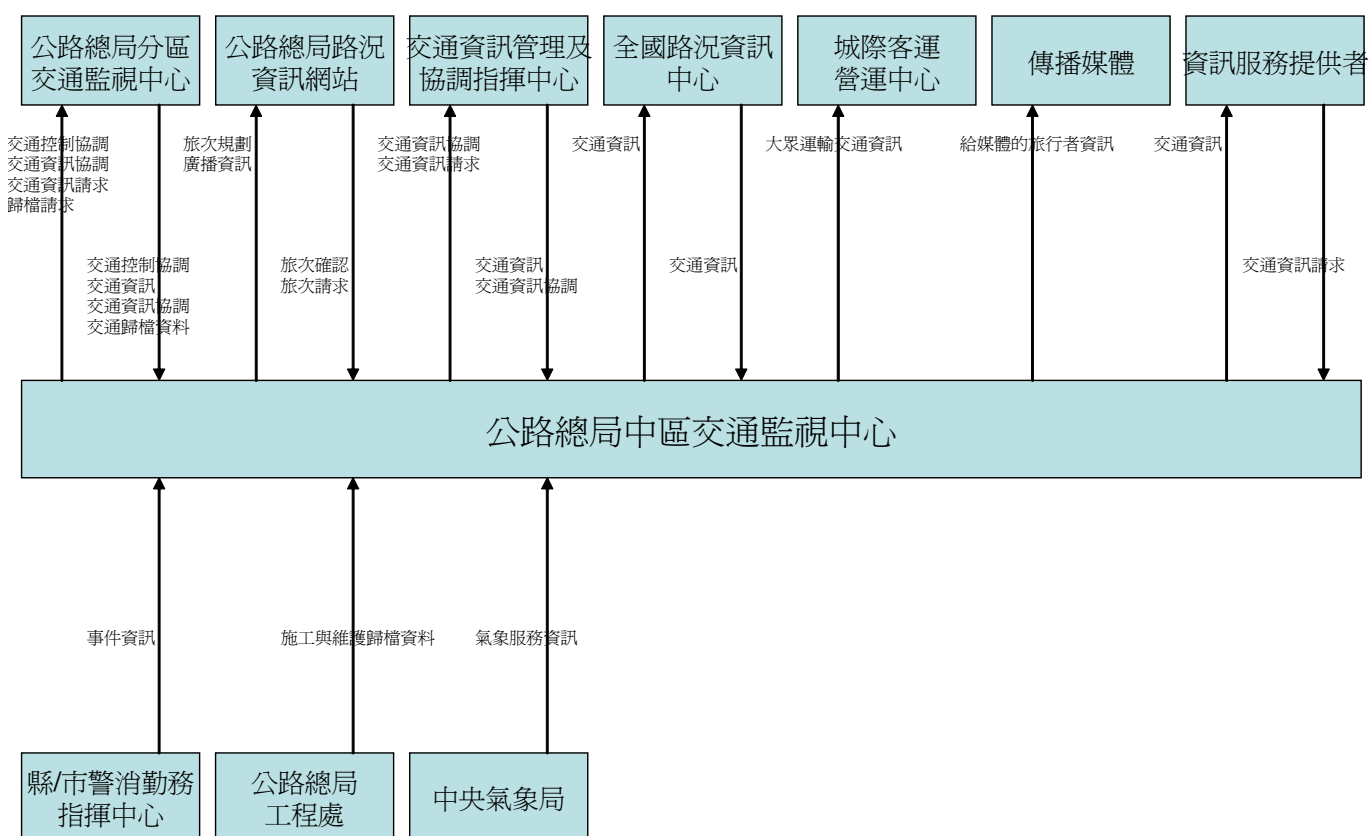 公路總局分區
交通監視中心
公路總局路況
資訊網站
交通資訊管理及
協調指揮中心
全國路況資訊
中心
城際客運
營運中心
傳播媒體
資訊服務提供者
交通控制協調
交通資訊協調
交通資訊請求
歸檔請求
旅次規劃
廣播資訊
交通資訊協調
交通資訊請求
交通資訊
大眾運輸交通資訊
給媒體的旅行者資訊
交通資訊
交通控制協調
交通資訊
交通資訊協調
交通歸檔資料
旅次確認
旅次請求
交通資訊
交通資訊協調
交通資訊
交通資訊請求
公路總局中區交通監視中心
事件資訊
施工與維護歸檔資料
氣象服務資訊
縣/市警消勤務
指揮中心
公路總局
工程處
中央氣象局